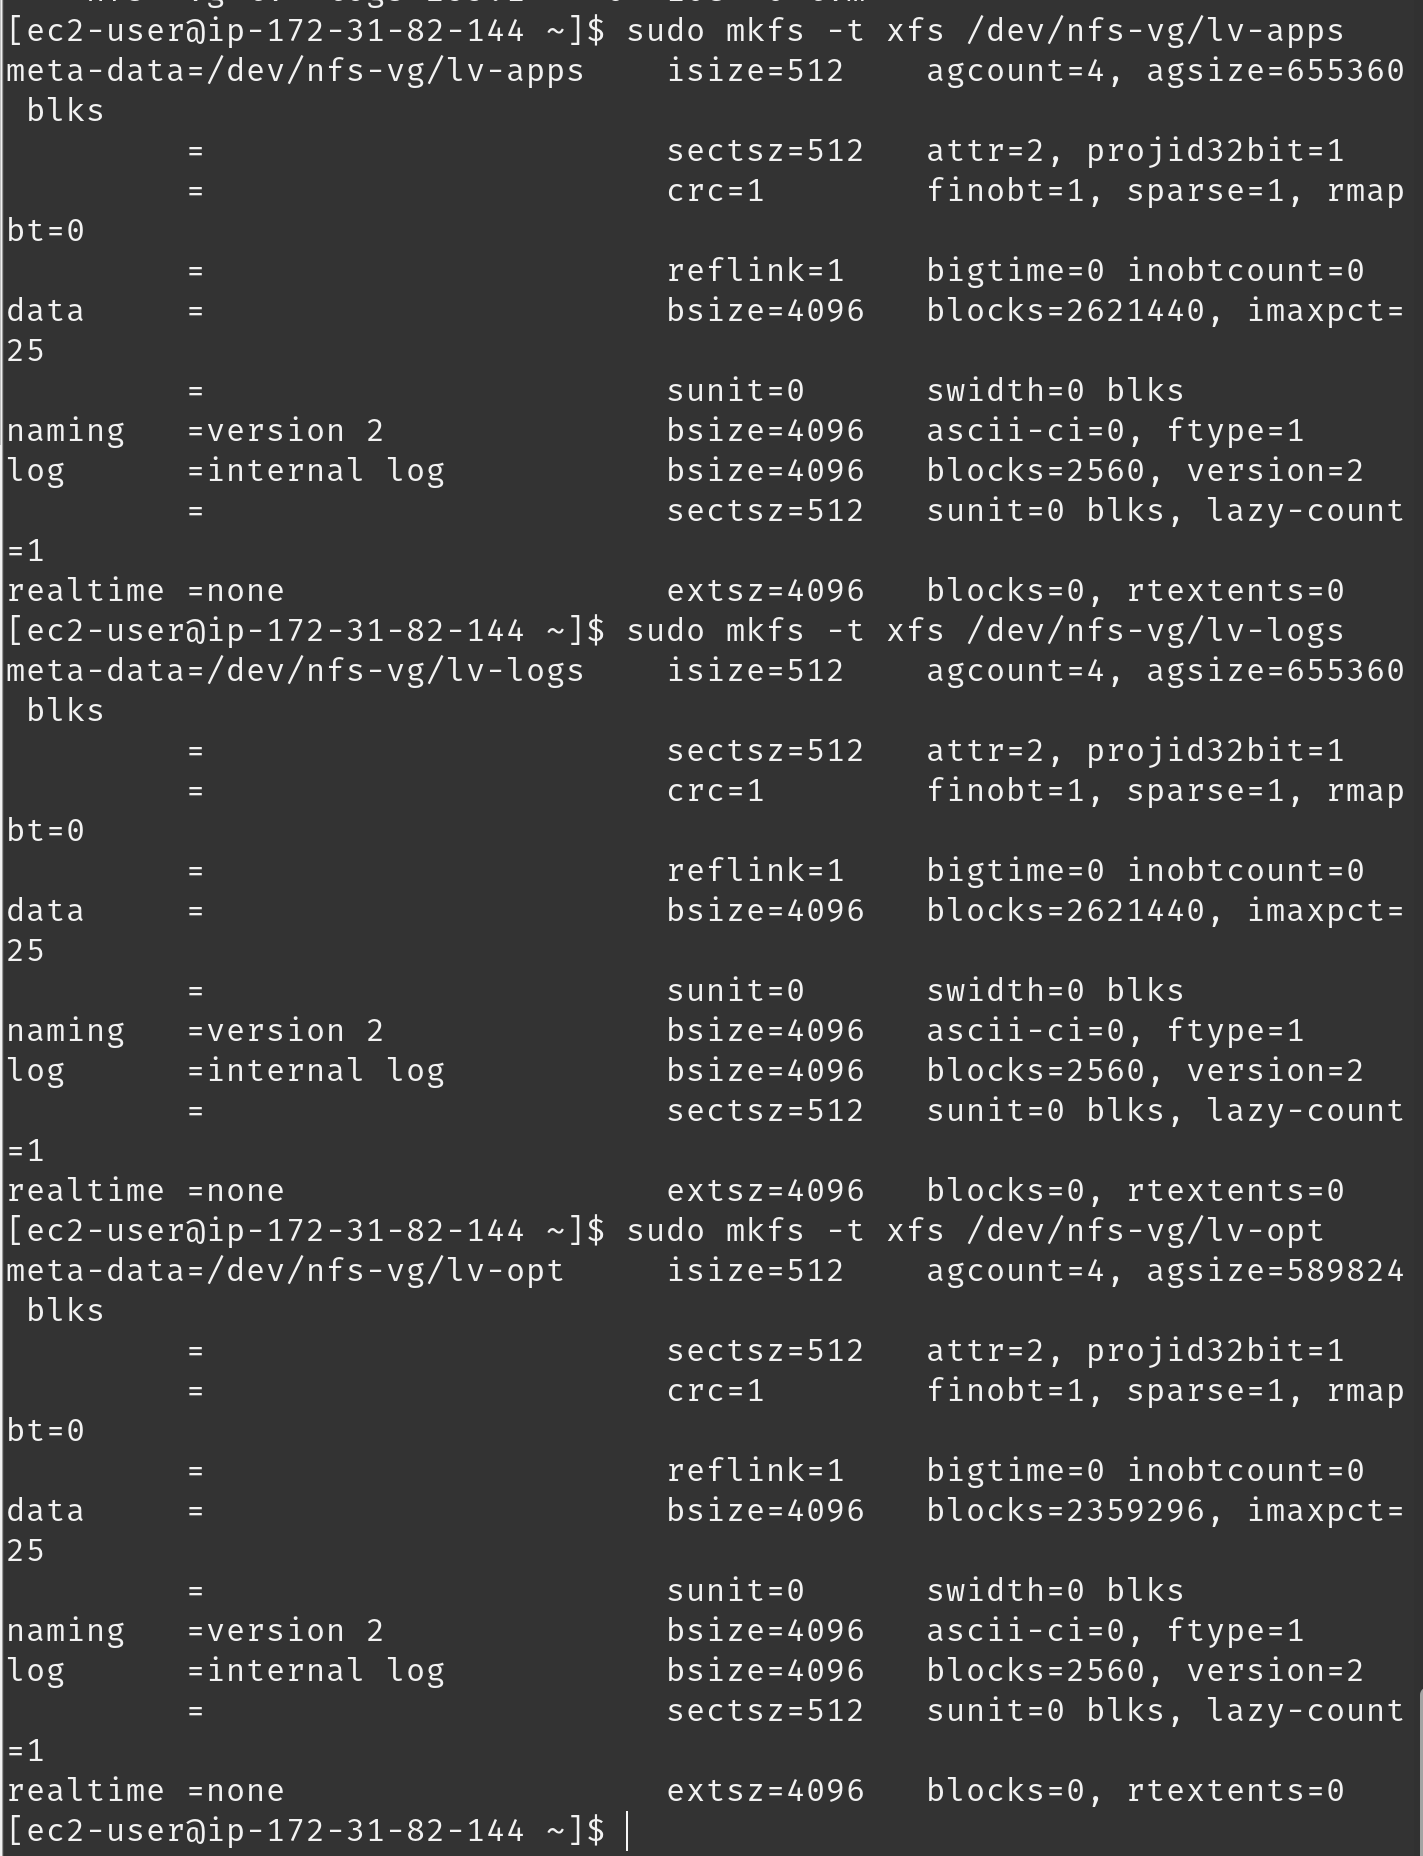 [ec2-user@ip-172-31-82-144 ~]$ sudo mkfs -t xfs /dev/nfs-vg/lv-apps
meta-data=/dev/nfs-vg/lv-apps    isize=512    agcount=4, agsize=655360
 blks
         =                       sectsz=512   attr=2, projid32bit=1
         =                       crc=1        finobt=1, sparse=1, rmap
bt=0
         =                       reflink=1    bigtime=0 inobtcount=0
data     =                       bsize=4096   blocks=2621440, imaxpct=
25
         =                       sunit=0      swidth=0 blks
naming   =version 2              bsize=4096   ascii-ci=0, ftype=1
log      =internal log           bsize=4096   blocks=2560, version=2
         =                       sectsz=512   sunit=0 blks, lazy-count
=1
realtime =none                   extsz=4096   blocks=0, rtextents=0
[ec2-user@ip-172-31-82-144 ~]$ sudo mkfs -t xfs /dev/nfs-vg/lv-logs
meta-data=/dev/nfs-vg/lv-logs    isize=512    agcount=4, agsize=655360
 blks
         =                       sectsz=512   attr=2, projid32bit=1
         =                       crc=1        finobt=1, sparse=1, rmap
bt=0
         =                       reflink=1    bigtime=0 inobtcount=0
data     =                       bsize=4096   blocks=2621440, imaxpct=
25
         =                       sunit=0      swidth=0 blks
naming   =version 2              bsize=4096   ascii-ci=0, ftype=1
log      =internal log           bsize=4096   blocks=2560, version=2
         =                       sectsz=512   sunit=0 blks, lazy-count
=1
realtime =none                   extsz=4096   blocks=0, rtextents=0
[ec2-user@ip-172-31-82-144 ~]$ sudo mkfs -t xfs /dev/nfs-vg/lv-opt
meta-data=/dev/nfs-vg/lv-opt     isize=512    agcount=4, agsize=589824
 blks
         =                       sectsz=512   attr=2, projid32bit=1
         =                       crc=1        finobt=1, sparse=1, rmap
bt=0
         =                       reflink=1    bigtime=0 inobtcount=0
data     =                       bsize=4096   blocks=2359296, imaxpct=
25
         =                       sunit=0      swidth=0 blks
naming   =version 2              bsize=4096   ascii-ci=0, ftype=1
log      =internal log           bsize=4096   blocks=2560, version=2
         =                       sectsz=512   sunit=0 blks, lazy-count
=1
realtime =none                   extsz=4096   blocks=0, rtextents=0
[ec2-user@ip-172-31-82-144 ~]$